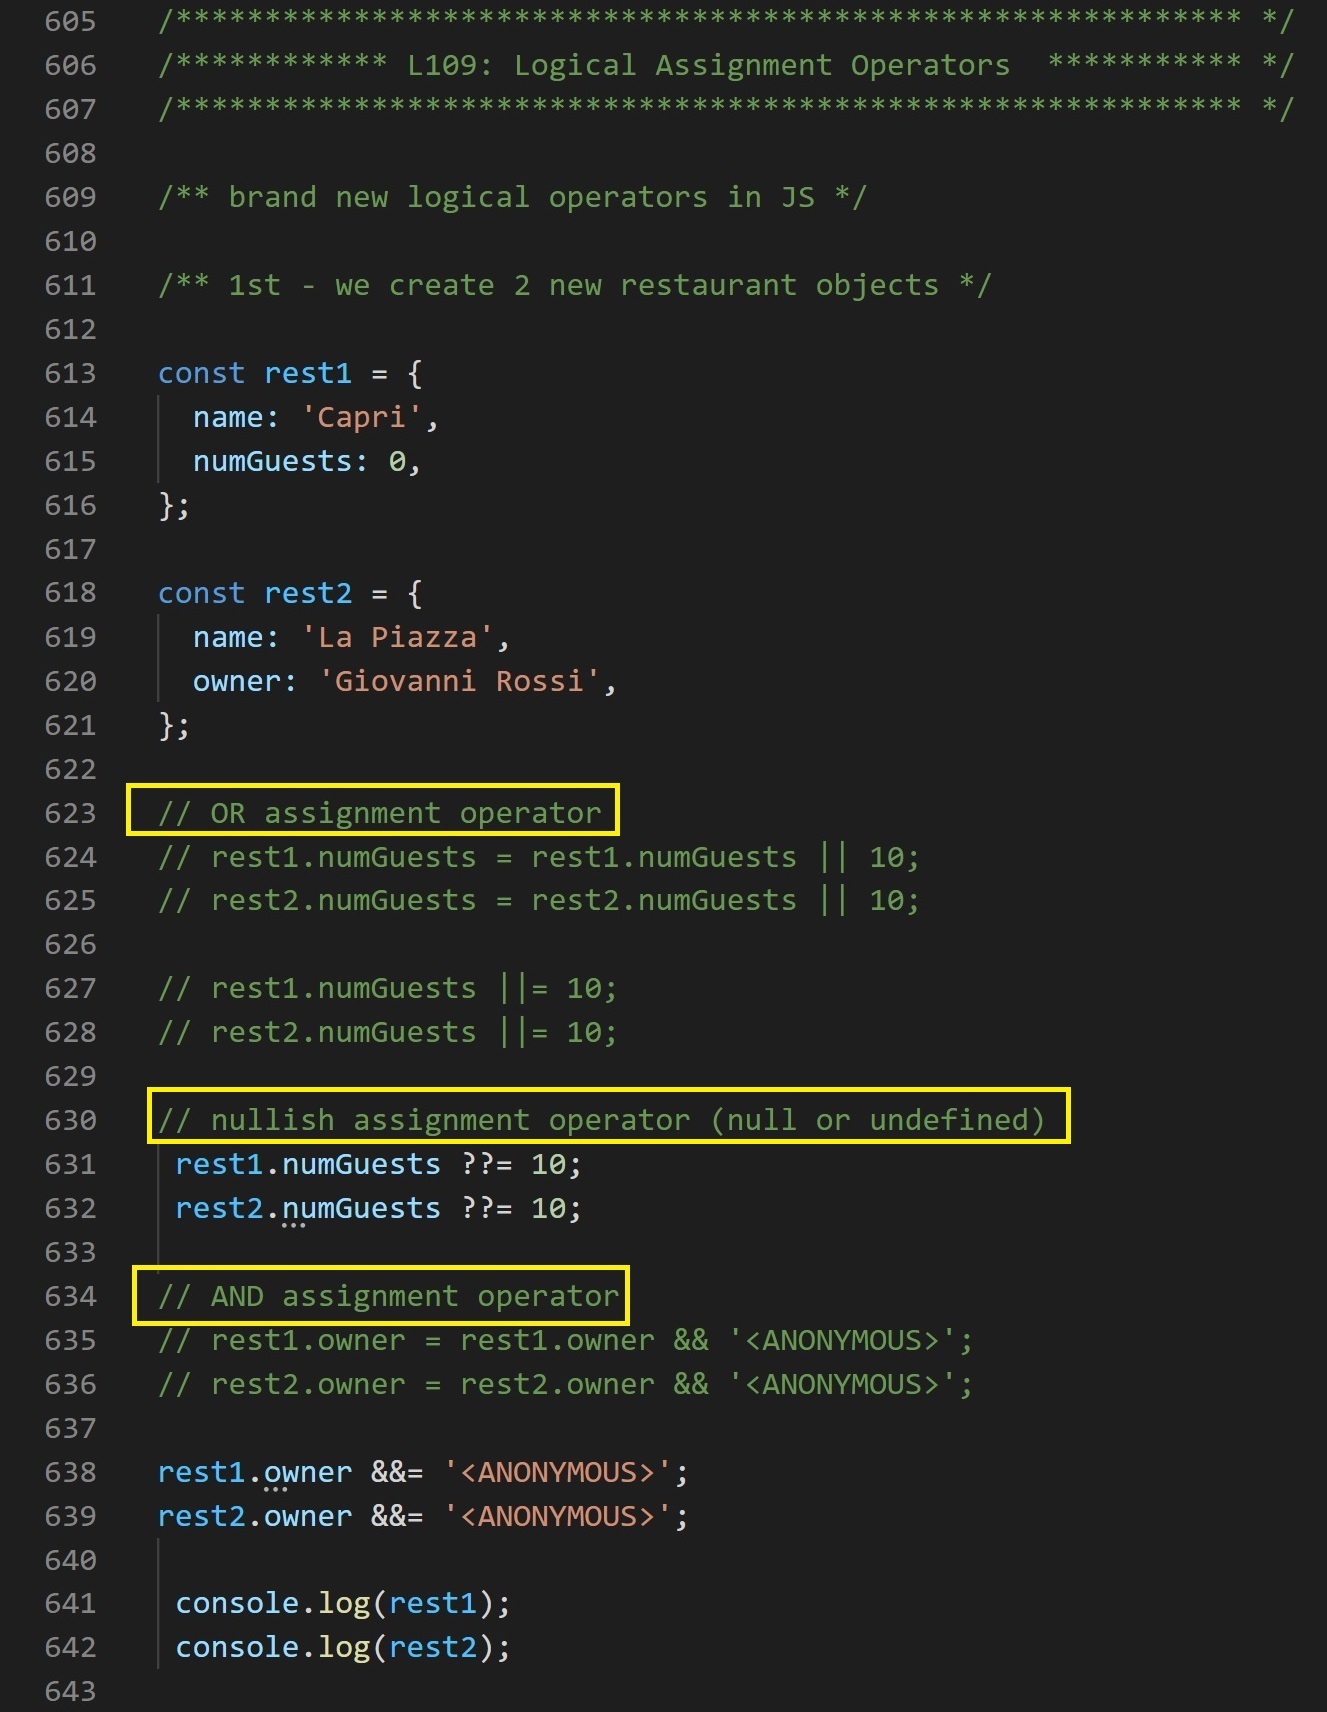 605 /************************************************************ */
606 /************ L109: Logical Assignment Operators  *********** */
607 /************************************************************ */
608
609 /** brand new logical operators in JS */
610
611 /** 1st - we create 2 new restaurant objects */
612
613 const rest1 = {
614   name: 'Capri',
615   numGuests: 0,
616 };
617
618 const rest2 = {
619   name: 'La Piazza',
620   owner: 'Giovanni Rossi',
621 };
622
623 // OR assignment operator
624 // rest1.numGuests = rest1.numGuests || 10;
625 // rest2.numGuests = rest2.numGuests || 10;
626
627 // rest1.numGuests ||= 10;
628 // rest2.numGuests ||= 10;
629
630 // nullish assignment operator (null or undefined)
631  rest1.numGuests ??= 10;
632  rest2.numGuests ??= 10;
633
634 // AND assignment operator
635 // rest1.owner = rest1.owner && '<ANONYMOUS>';
636 // rest2.owner = rest2.owner && '<ANONYMOUS>';
637
638 rest1.owner &&= '<ANONYMOUS>';
639 rest2.owner &&= '<ANONYMOUS>';
640
641  console.log(rest1);
642  console.log(rest2);
643